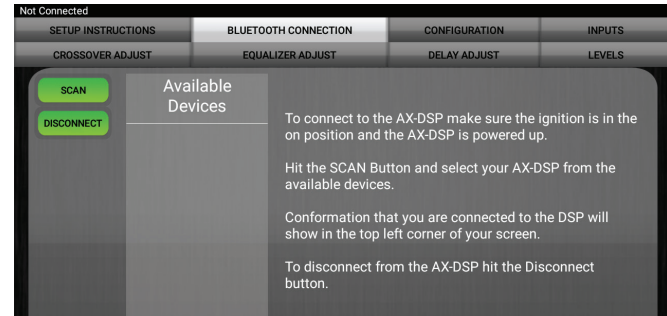 Not Connected
SETUP INSTRUCTIONS BLUETOOTH CONNECTION CONFIGURATION INPUTS
CROSSOVER ADJUST EQUALIZER ADJUST DELAY ADJUST LEVELS
SCAN
DISCONNECT
Available
Devices
To connect to the AX-DSP make sure the ignition is in the
on position and the AX-DSP is powered up.
Hit the SCAN Button and select your AX-DSP from the
available devices.
Conformation that you are connected to the DSP will
show in the top left corner of your screen.
To disconnect from the AX-DSP hit the Disconnect
button.